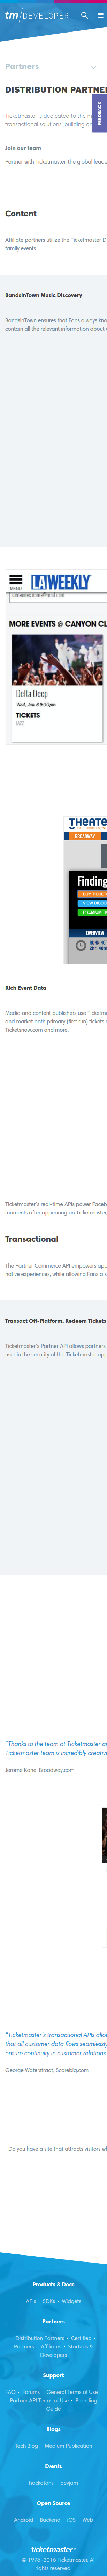 tm/DEVELOPER
FEEDBACK
Partners
DISTRIBUTION PARTNE
Ticketmaster is dedicated to the
transactional solutions, building a
Join our team
Partner with Ticketmaster, the global leade
Content
Affiliate partners utilize the Ticketmaster D
family events.
BandsinTown Music Discovery
BandsinTown ensures that Fans always kno
contain all the relevant information about
MENU
LA WEEKLY
MORE EVENTS @ CANYON CL
Delta Deep
Wed., Jan. 6 8:00pm
TICKETS
JAZZ
THEATE
BROADWAY
Finding
BUY TICKETS
VIEW DISCO
PREMIUM TI
OVERVIEW
RUNNING
Rich Event Data
Media and content publishers use Ticketm
and market both primary (first run) tickets
Ticketsnow.com and more.
Ticketmaster's real-time APIs power Faceb
moments after appearing on Ticketmaster,
Transactional
The Partner Commerce API empowers app
native experiences, while allowing Fans a s
Transact Off-Platform. Redeem Tickets
Ticketmaster's Partner API allows partners
user in the security of the Ticketmaster app
"Thanks to the team at Ticketmaster a
Ticketmaster team is incredibly creativ
Jerome Kane, Broadway.com
"Ticketmaster's transactional APIs allo
that all customer data flows seamlessly
ensure continuity in customer relations
George Waterstraat, Scorebig.com
Do you have a site that attracts visitors wh
Products & Docs
APIs · SDKs · Widgets
Partners
Distribution Partners · Certified
Partners · Affiliates · Startups &
Developers
Support
FAQ · Forums · General Terms of Use ·
Partner API Terms of Use · Branding
Guide
Blogs
Tech Blog · Medium Publication
Events
hackations · devjam
Open Source
Android · Backend · iOS · Web
ticketmaster
© 1976-2016 Ticketmaster. All
rights reserved.